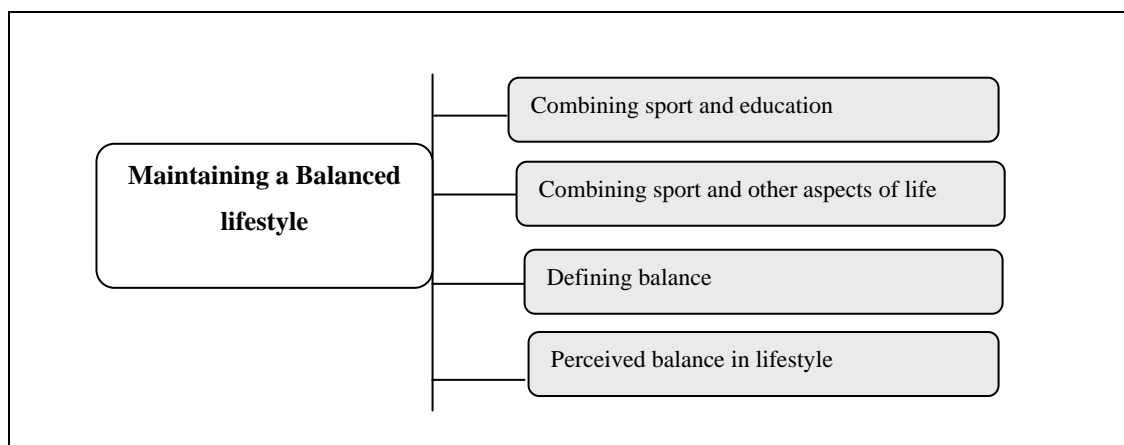 Maintaining a Balanced
lifestyle
Combining sport and education
Combining sport and other aspects of life
Defining balance
Perceived balance in lifestyle